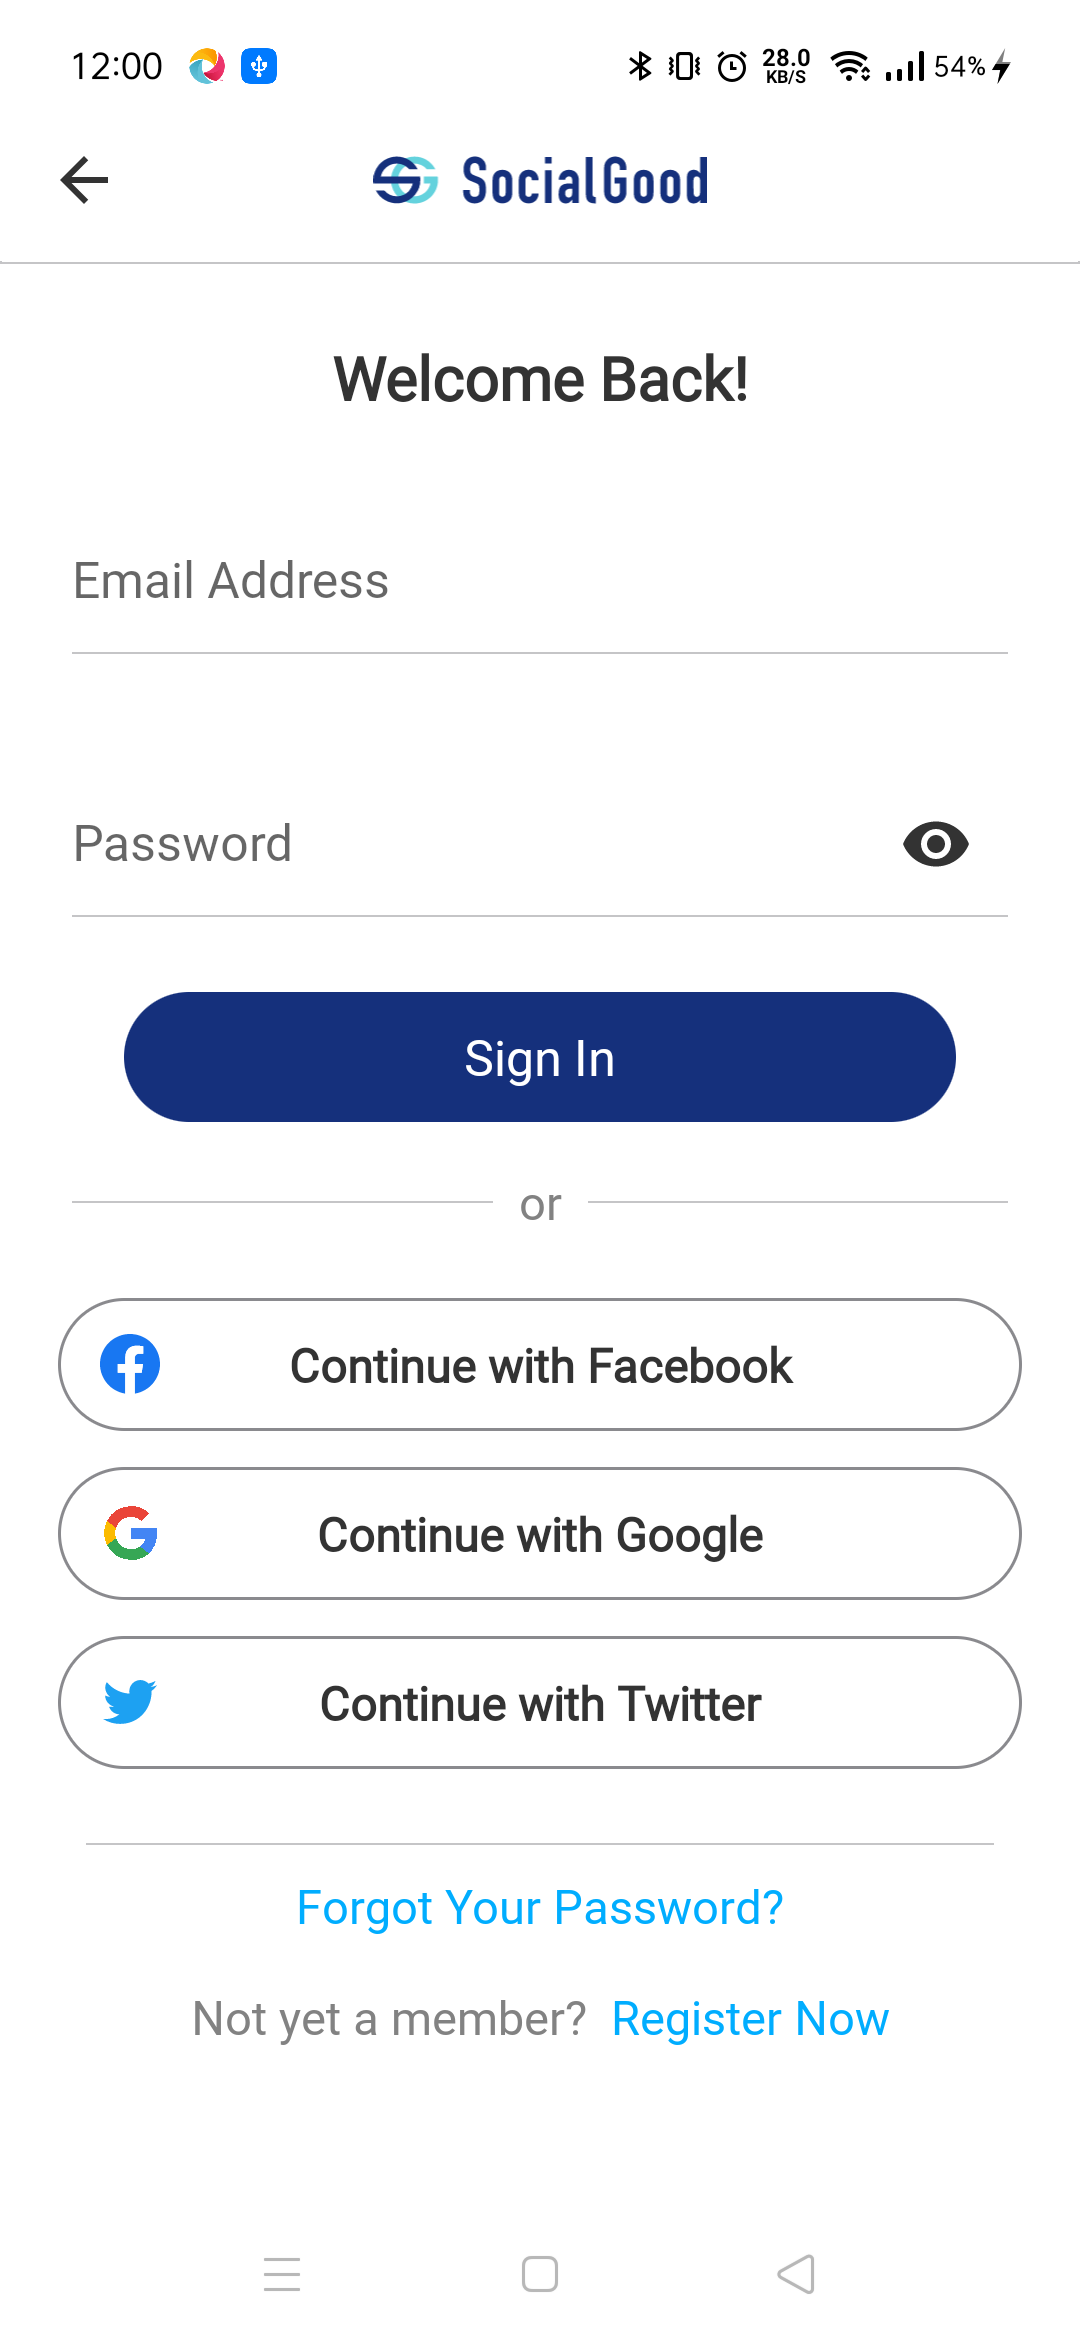 12:00 28.0 KB/S 54%
SocialGood
Welcome Back!
Email Address
Password
Sign In
or
Continue with Facebook
Continue with Google
Continue with Twitter
Forgot Your Password?
Not yet a member? Register Now